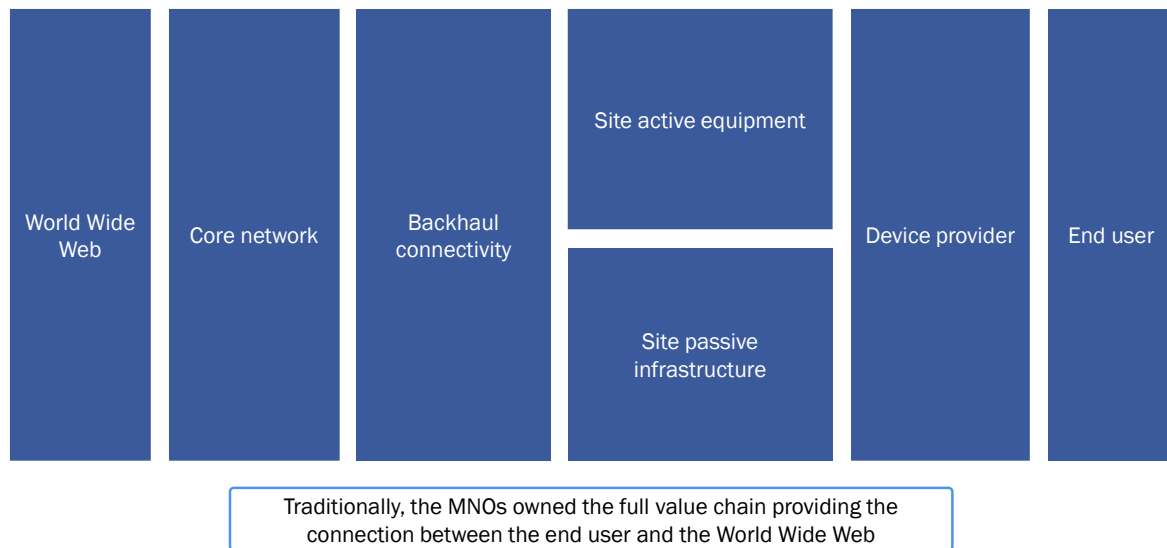 World Wide
Web
Core network
Backhaul
connectivity
Site active equipment
Site passive
infrastructure
Device provider
End user
Traditionally, the MNOs owned the full value chain providing the
connection between the end user and the World Wide Web